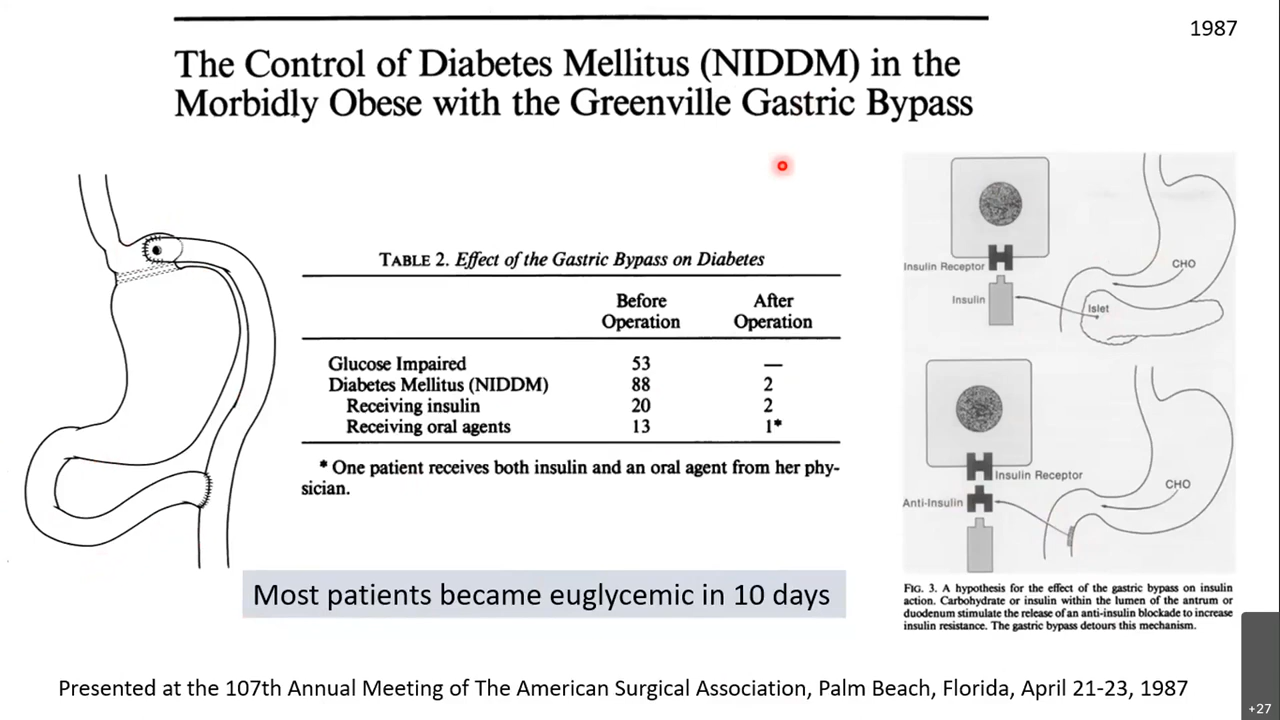 1987
The Control of Diabetes Mellitus (NIDDM) in the
Morbidly Obese with the Greenville Gastric Bypass
TABLE 2. Effect of the Gastric Bypass on Diabetes
Before Operation After Operation
Glucose Impaired 53 —
Diabetes Mellitus (NIDDM) 88 2
Receiving insulin 20 2
Receiving oral agents 13 1*
* One patient receives both insulin and an oral agent from her phy-
sician.
Insulin Receptor
CHO
Insulin
Islet
Insulin Receptor
CHO
Anti-Insulin
FIG. 3. A hypothesis for the effect of the gastric bypass on insulin
action. Carbohydrate or insulin within the lumen of the antrum or
duodenum stimulate the release of an anti-insulin blockade to increase
insulin resistance. The gastric bypass detours this mechanism.
Most patients became euglycemic in 10 days
Presented at the 107th Annual Meeting of The American Surgical Association, Palm Beach, Florida, April 21-23, 1987
+27